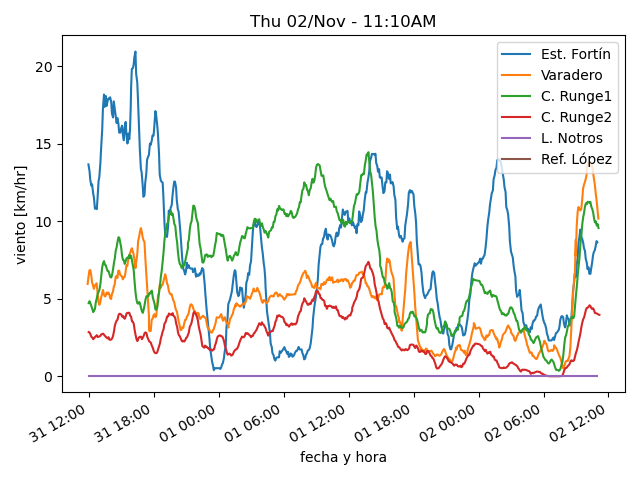 Thu 02/Nov - 11:10AM
Est. Fortín
Varadero
C. Runge1
C. Runge2
L. Notros
Ref. López
viento [km/hr]
20
15
10
5
0
31 12:00
31 18:00
01 00:00
01 06:00
01 12:00
01 18:00
02 00:00
02 06:00
02 12:00
fecha y hora